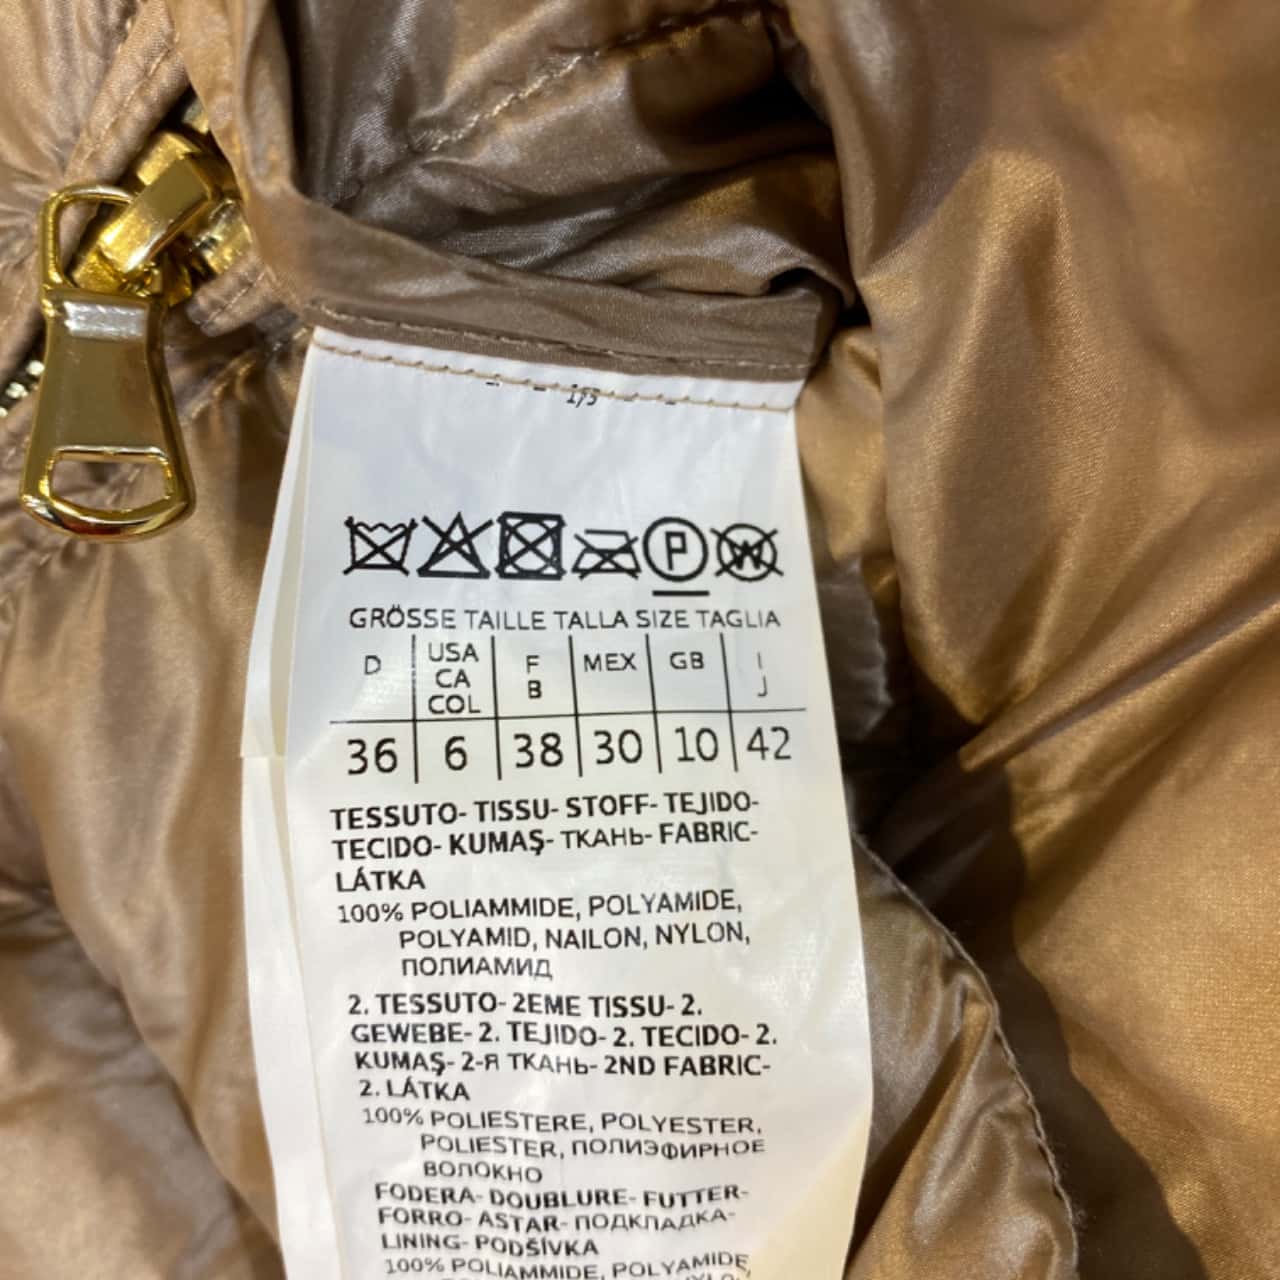 1/5
P W
GRÖSSE TAILLE TALLA SIZE TAGLIA
D USA CA COL F B MEX GB I J
36 6 38 30 10 42
TESSUTO- TISSU- STOFF- TEJIDO-
TECIDO- KUMAŞ- ТКАНЬ- FABRIC-
LÁTKA
100% POLIAMMIDE, POLYAMIDE,
POLYAMID, NAILON, NYLON,
ПОЛИАМИД
2. TESSUTO- 2EME TISSU- 2.
GEWEBE- 2. TEJIDO- 2. TECIDO- 2.
KUMAŞ- 2-Я ТКАНЬ- 2ND FABRIC-
2. LÁTKA
100% POLIESTERE, POLYESTER,
POLIESTER, ПОЛИЭФИРНОЕ
ВОЛОКНО
FODERA- DOUBLURE- FUTTER-
FORRO- ASTAR- ПОДКЛАДКА-
LINING- PODŠÍVKA
100% POLIAMMIDE, POLYAMIDE,